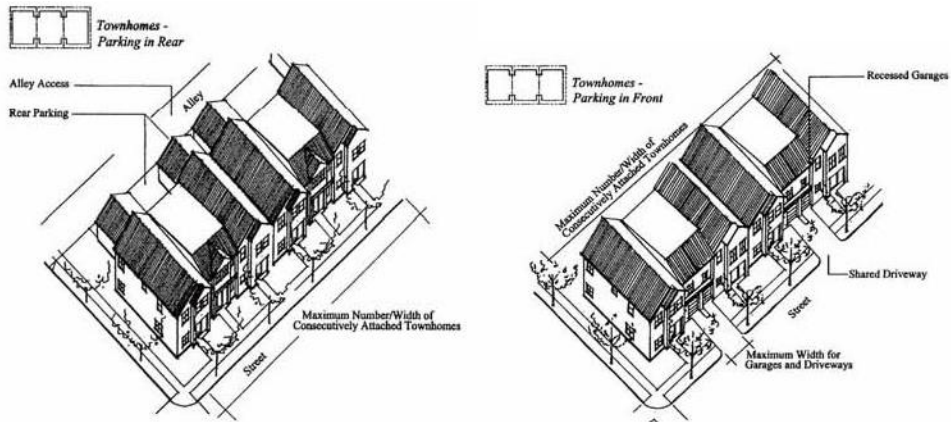 Townhomes -
Parking in Rear
Alley Access
Rear Parking
Alley
Maximum Number/Width of
Consecutively Attached Townhomes
Street
Townhomes -
Parking in Front
Recessed Garages
Maximum Number/Width of
Consecutively Attached Townhomes
Shared Driveway
Street
Maximum Width for
Garages and Driveways